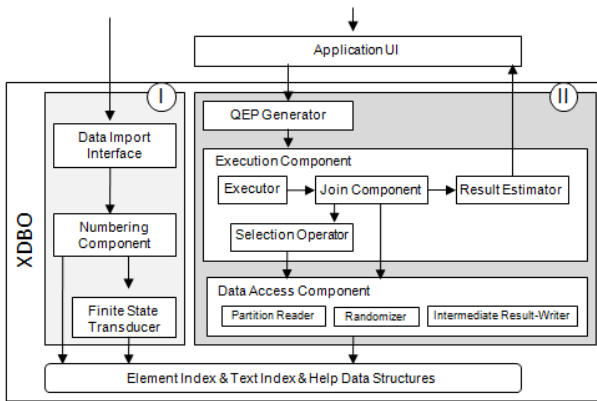 Application UI
XDBO
I
II
Data Import
Interface
Numbering
Component
Finite State
Transducer
QEP Generator
Execution Component
Executor
Join Component
Result Estimator
Selection Operator
Data Access Component
Partition Reader
Randomizer
Intermediate Result-Writer
Element Index & Text Index & Help Data Structures